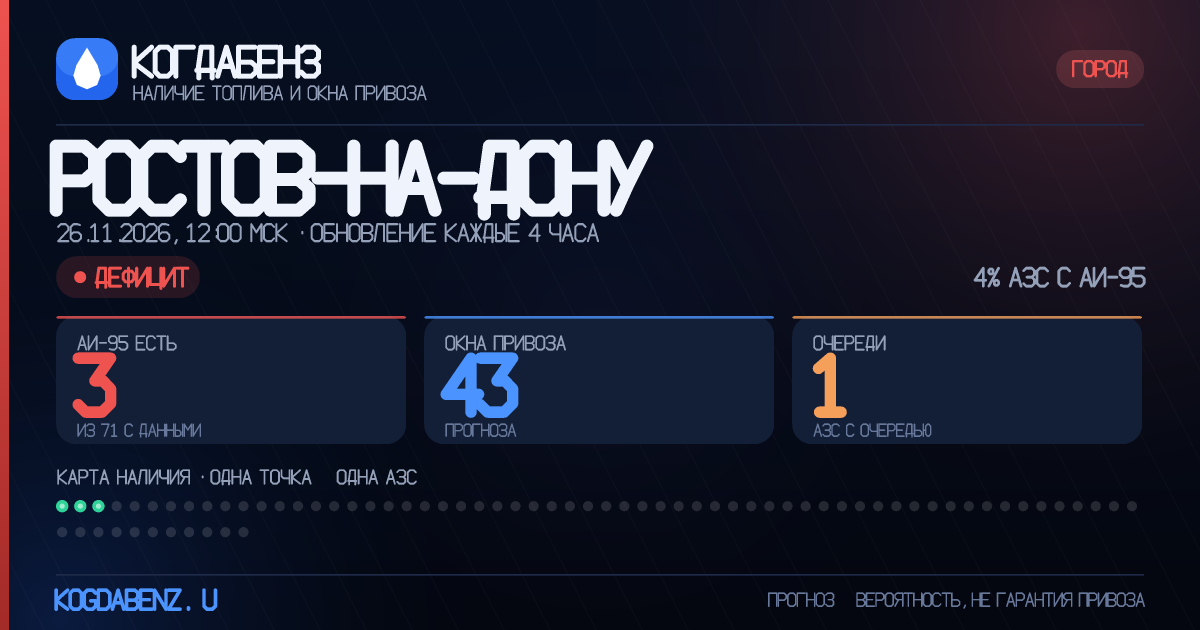 КОГДАБЕНЗ
НАЛИЧИЕ ТОПЛИВА И ОКНА ПРИВОЗА
ГОРОД
РОСТОВ-НА-ДОНУ
26.11.2026, 12:00 МСК · ОБНОВЛЕНИЕ КАЖДЫЕ 4 ЧАСА
ДЕФИЦИТ
4% АЗС С АИ-95
АИ-95 ЕСТЬ
3
ИЗ 71 С ДАННЫМИ
ОКНА ПРИВОЗА
43
ПРОГНОЗА
ОЧЕРЕДИ
1
АЗС С ОЧЕРЕДЬЮ
КАРТА НАЛИЧИЯ · ОДНА ТОЧКА ОДНА АЗС
KOGDABENZ. U
ПРОГНОЗ ВЕРОЯТНОСТЬ, НЕ ГАРАНТИЯ ПРИВОЗА